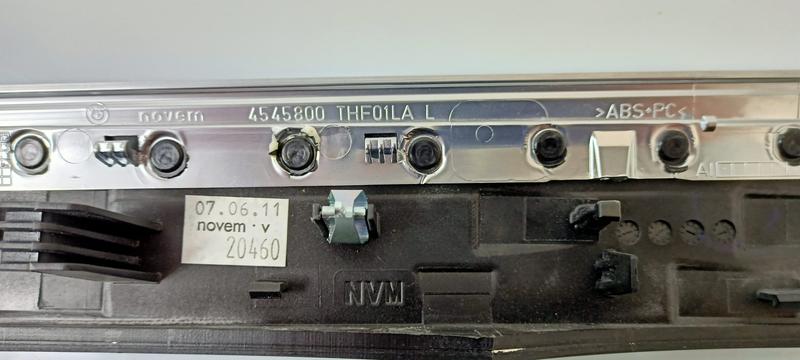 novem 4545800 THF01LA L >ABS+PC<
07.06.11
novem · v
20460
NVM